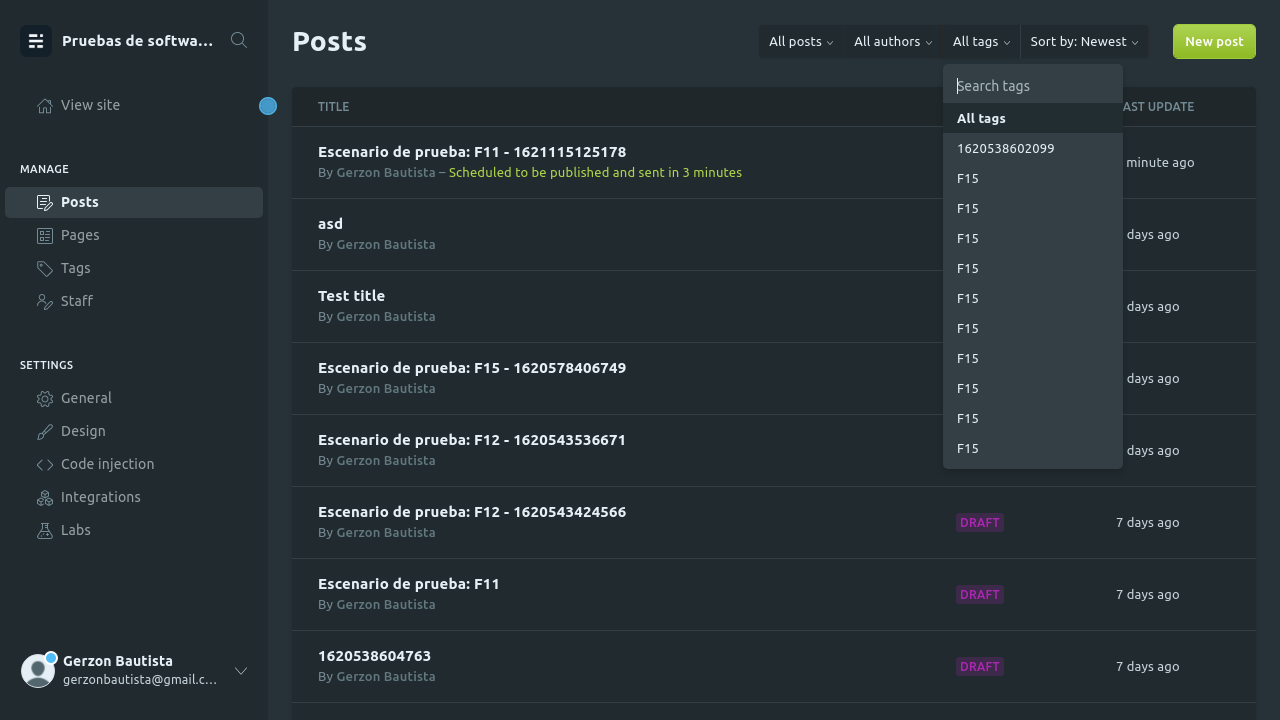 Pruebas de softwa...
View site
MANAGE
Posts
Pages
Tags
Staff
SETTINGS
General
Design
Code injection
Integrations
Labs
Gerzon Bautista
gerzonbautista@gmail.c...
Posts
All posts
All authors
All tags
Sort by: Newest
New post
Search tags
All tags
1620538602099
F15
F15
F15
F15
F15
F15
F15
F15
F15
F15
TITLE
AST UPDATE
Escenario de prueba: F11 - 1621115125178
By Gerzon Bautista – Scheduled to be published and sent in 3 minutes
minute ago
asd
By Gerzon Bautista
days ago
Test title
By Gerzon Bautista
days ago
Escenario de prueba: F15 - 1620578406749
By Gerzon Bautista
days ago
Escenario de prueba: F12 - 1620543536671
By Gerzon Bautista
days ago
Escenario de prueba: F12 - 1620543424566
By Gerzon Bautista
DRAFT
7 days ago
Escenario de prueba: F11
By Gerzon Bautista
DRAFT
7 days ago
1620538604763
By Gerzon Bautista
DRAFT
7 days ago